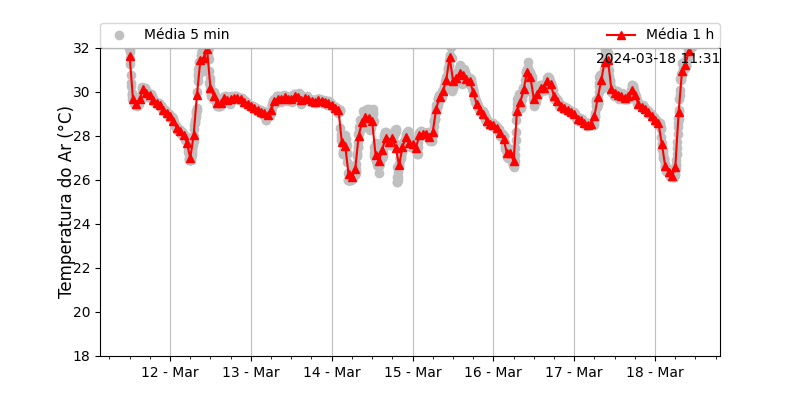 Média 5 min
Média 1 h
2024-03-18 11:31
Temperatura do Ar (°C)
32
30
28
26
24
22
20
18
12 - Mar
13 - Mar
14 - Mar
15 - Mar
16 - Mar
17 - Mar
18 - Mar